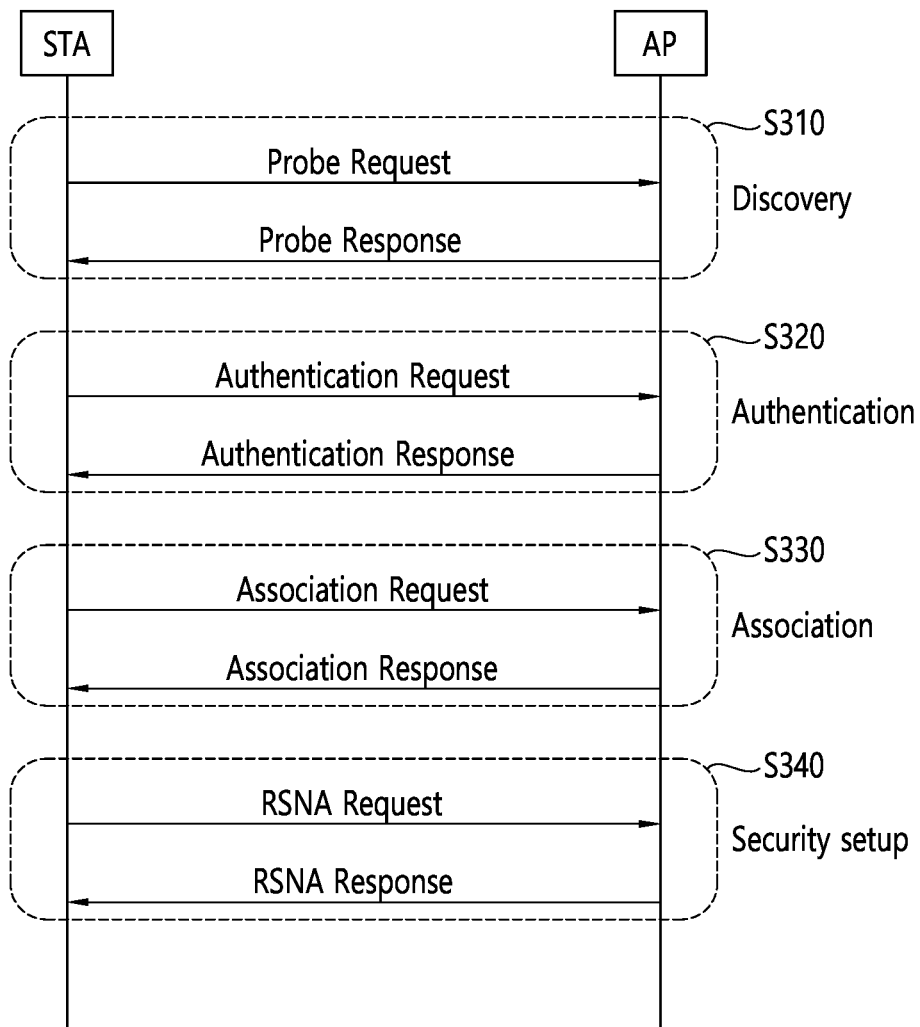 STA
AP
S310
Probe Request
Discovery
Probe Response
S320
Authentication Request
Authentication
Authentication Response
S330
Association Request
Association
Association Response
S340
RSNA Request
Security setup
RSNA Response